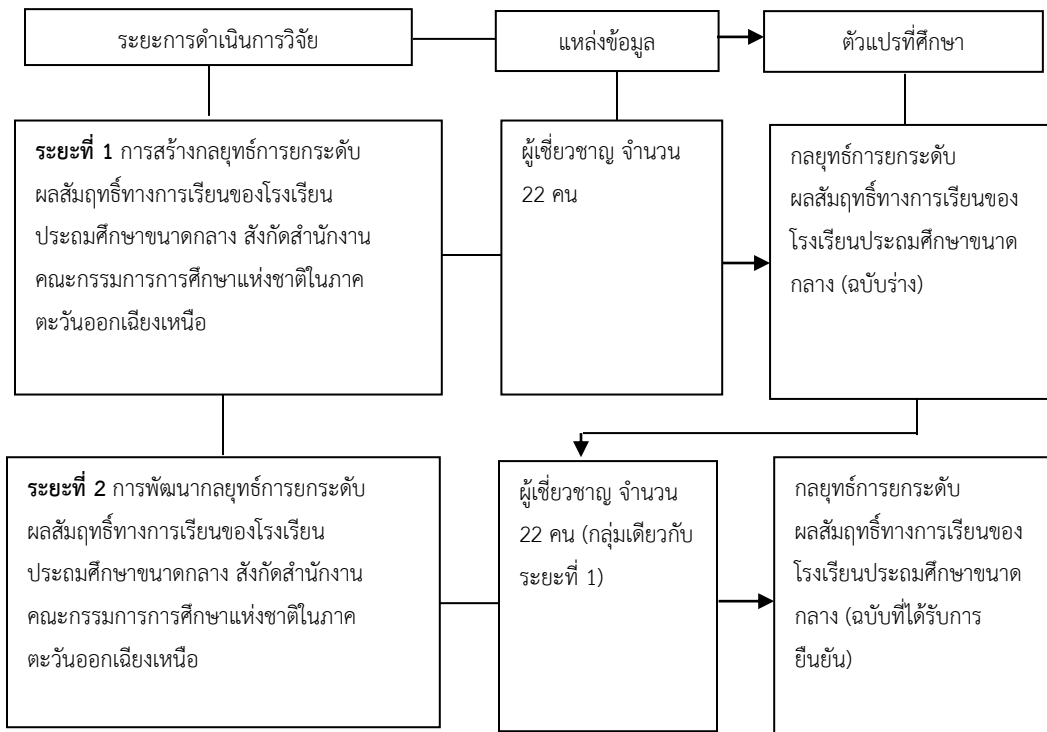 ระยะการดำเนินการวิจัย
แหล่งข้อมูล
ตัวแปรที่ศึกษา
ระยะที่ 1 การสร้างกลยุทธ์การยกระดับ
ผลสัมฤทธิ์ทางการเรียนของโรงเรียน
ประถมศึกษาขนาดกลาง สังกัดสำนักงาน
คณะกรรมการการศึกษาแห่งชาติในภาค
ตะวันออกเฉียงเหนือ
ผู้เชี่ยวชาญ จำนวน
22 คน
กลยุทธ์การยกระดับ
ผลสัมฤทธิ์ทางการเรียนของ
โรงเรียนประถมศึกษาขนาด
กลาง (ฉบับร่าง)
ระยะที่ 2 การพัฒนากลยุทธ์การยกระดับ
ผลสัมฤทธิ์ทางการเรียนของโรงเรียน
ประถมศึกษาขนาดกลาง สังกัดสำนักงาน
คณะกรรมการการศึกษาแห่งชาติในภาค
ตะวันออกเฉียงเหนือ
ผู้เชี่ยวชาญ จำนวน
22 คน (กลุ่มเดียวกับ
ระยะที่ 1)
กลยุทธ์การยกระดับ
ผลสัมฤทธิ์ทางการเรียนของ
โรงเรียนประถมศึกษาขนาด
กลาง (ฉบับที่ได้รับการ
ยืนยัน)